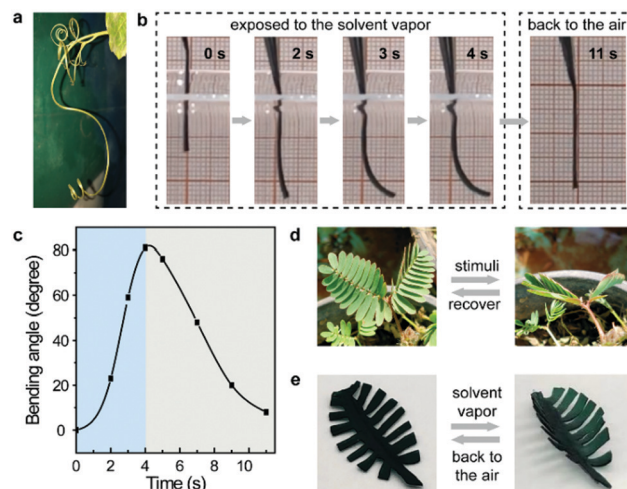 a
b
exposed to the solvent vapor
back to the air
0 s
2 s
3 s
4 s
11 s
c
80
60
40
20
0
0 2 4 6 8 10
Bending angle (degree)
Time (s)
d
stimuli
recover
e
solvent
vapor
back to
the air